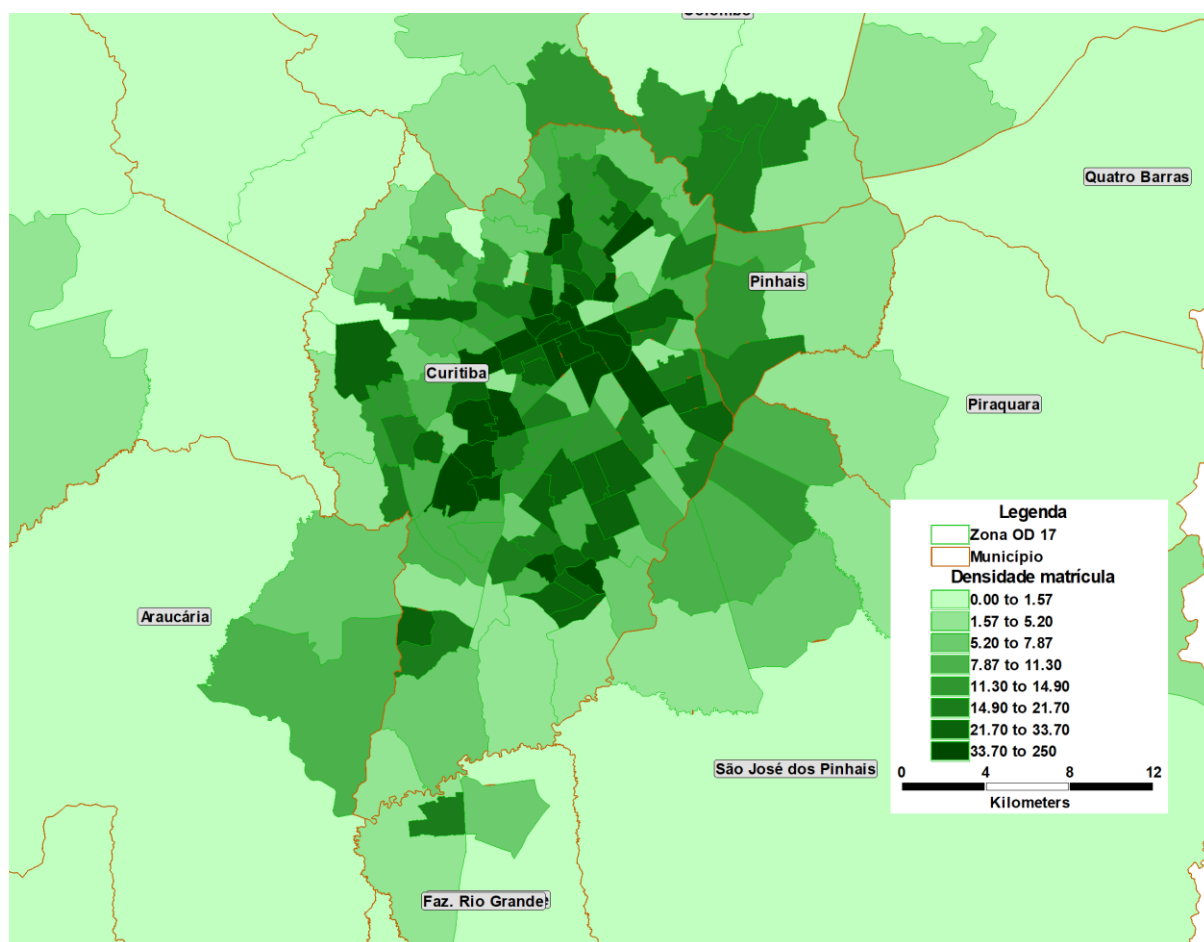 Colombo
Quatro Barras
Pinhais
Curitiba
Piraquara
Araucária
São José dos Pinhais
Faz. Rio Grande
Legenda
Zona OD 17
Município
Densidade matrícula
0.00 to 1.57
1.57 to 5.20
5.20 to 7.87
7.87 to 11.30
11.30 to 14.90
14.90 to 21.70
21.70 to 33.70
33.70 to 250
0 4 8 12
Kilometers